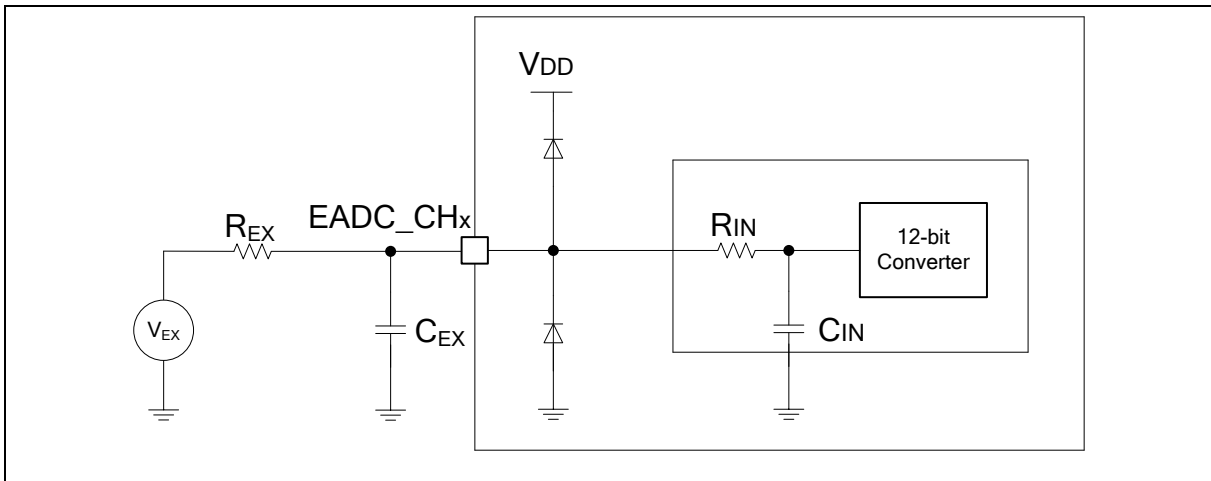 VDD
EADC_CHx
REX
RIN
12-bit
Converter
VEX
CEX
CIN